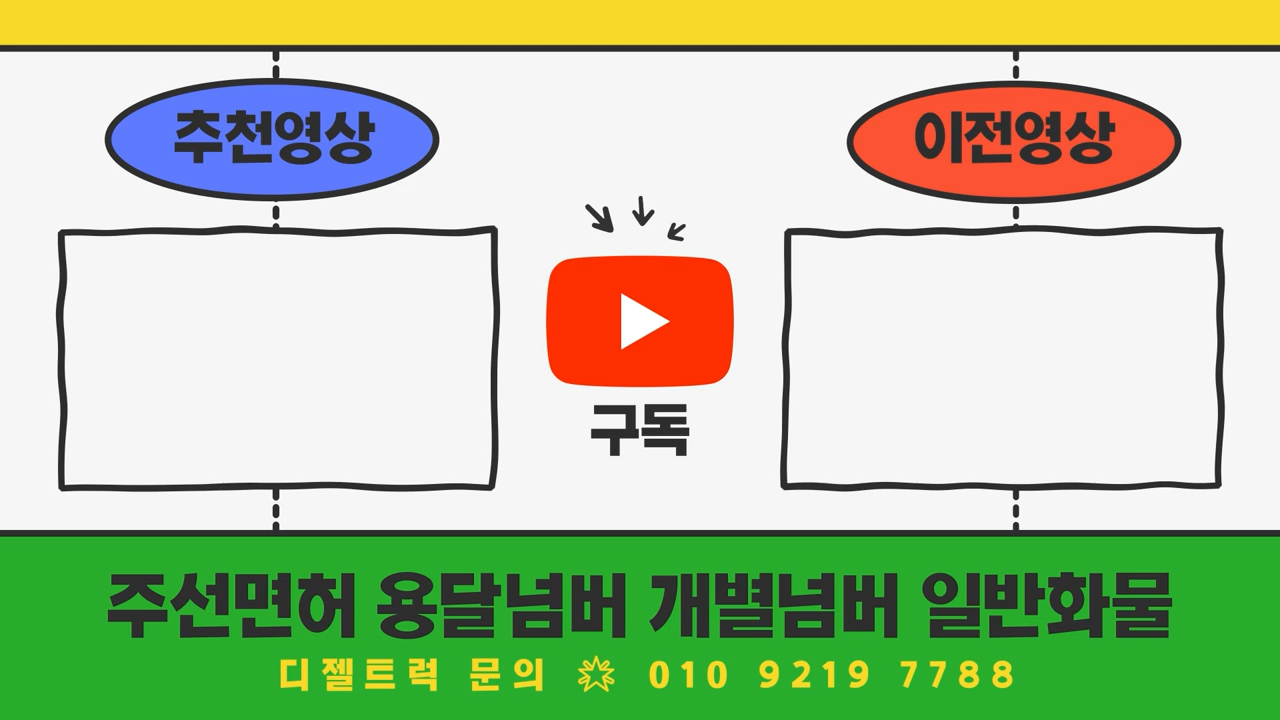 추천영상
이전영상
구독
주선면허 용달넘버 개별넘버 일반화물
디젤트럭 문의 010 9219 7788